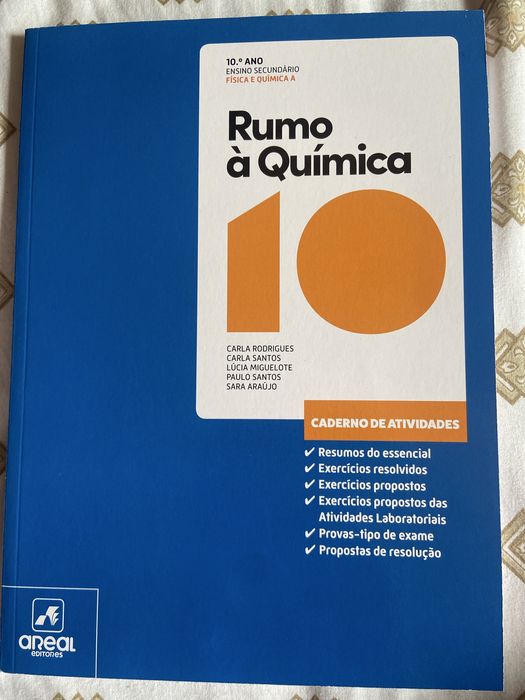 10.º ANO
ENSINO SECUNDÁRIO
FÍSICA E QUÍMICA A
Rumo
à Química
10
CARLA RODRIGUES
CARLA SANTOS
LÚCIA MIGUELOTE
PAULO SANTOS
SARA ARAÚJO
CADERNO DE ATIVIDADES
✓ Resumos do essencial
✓ Exercícios resolvidos
✓ Exercícios propostos
✓ Exercícios propostos das
Atividades Laboratoriais
✓ Provas-tipo de exame
✓ Propostas de resolução
aReal
EDITORES